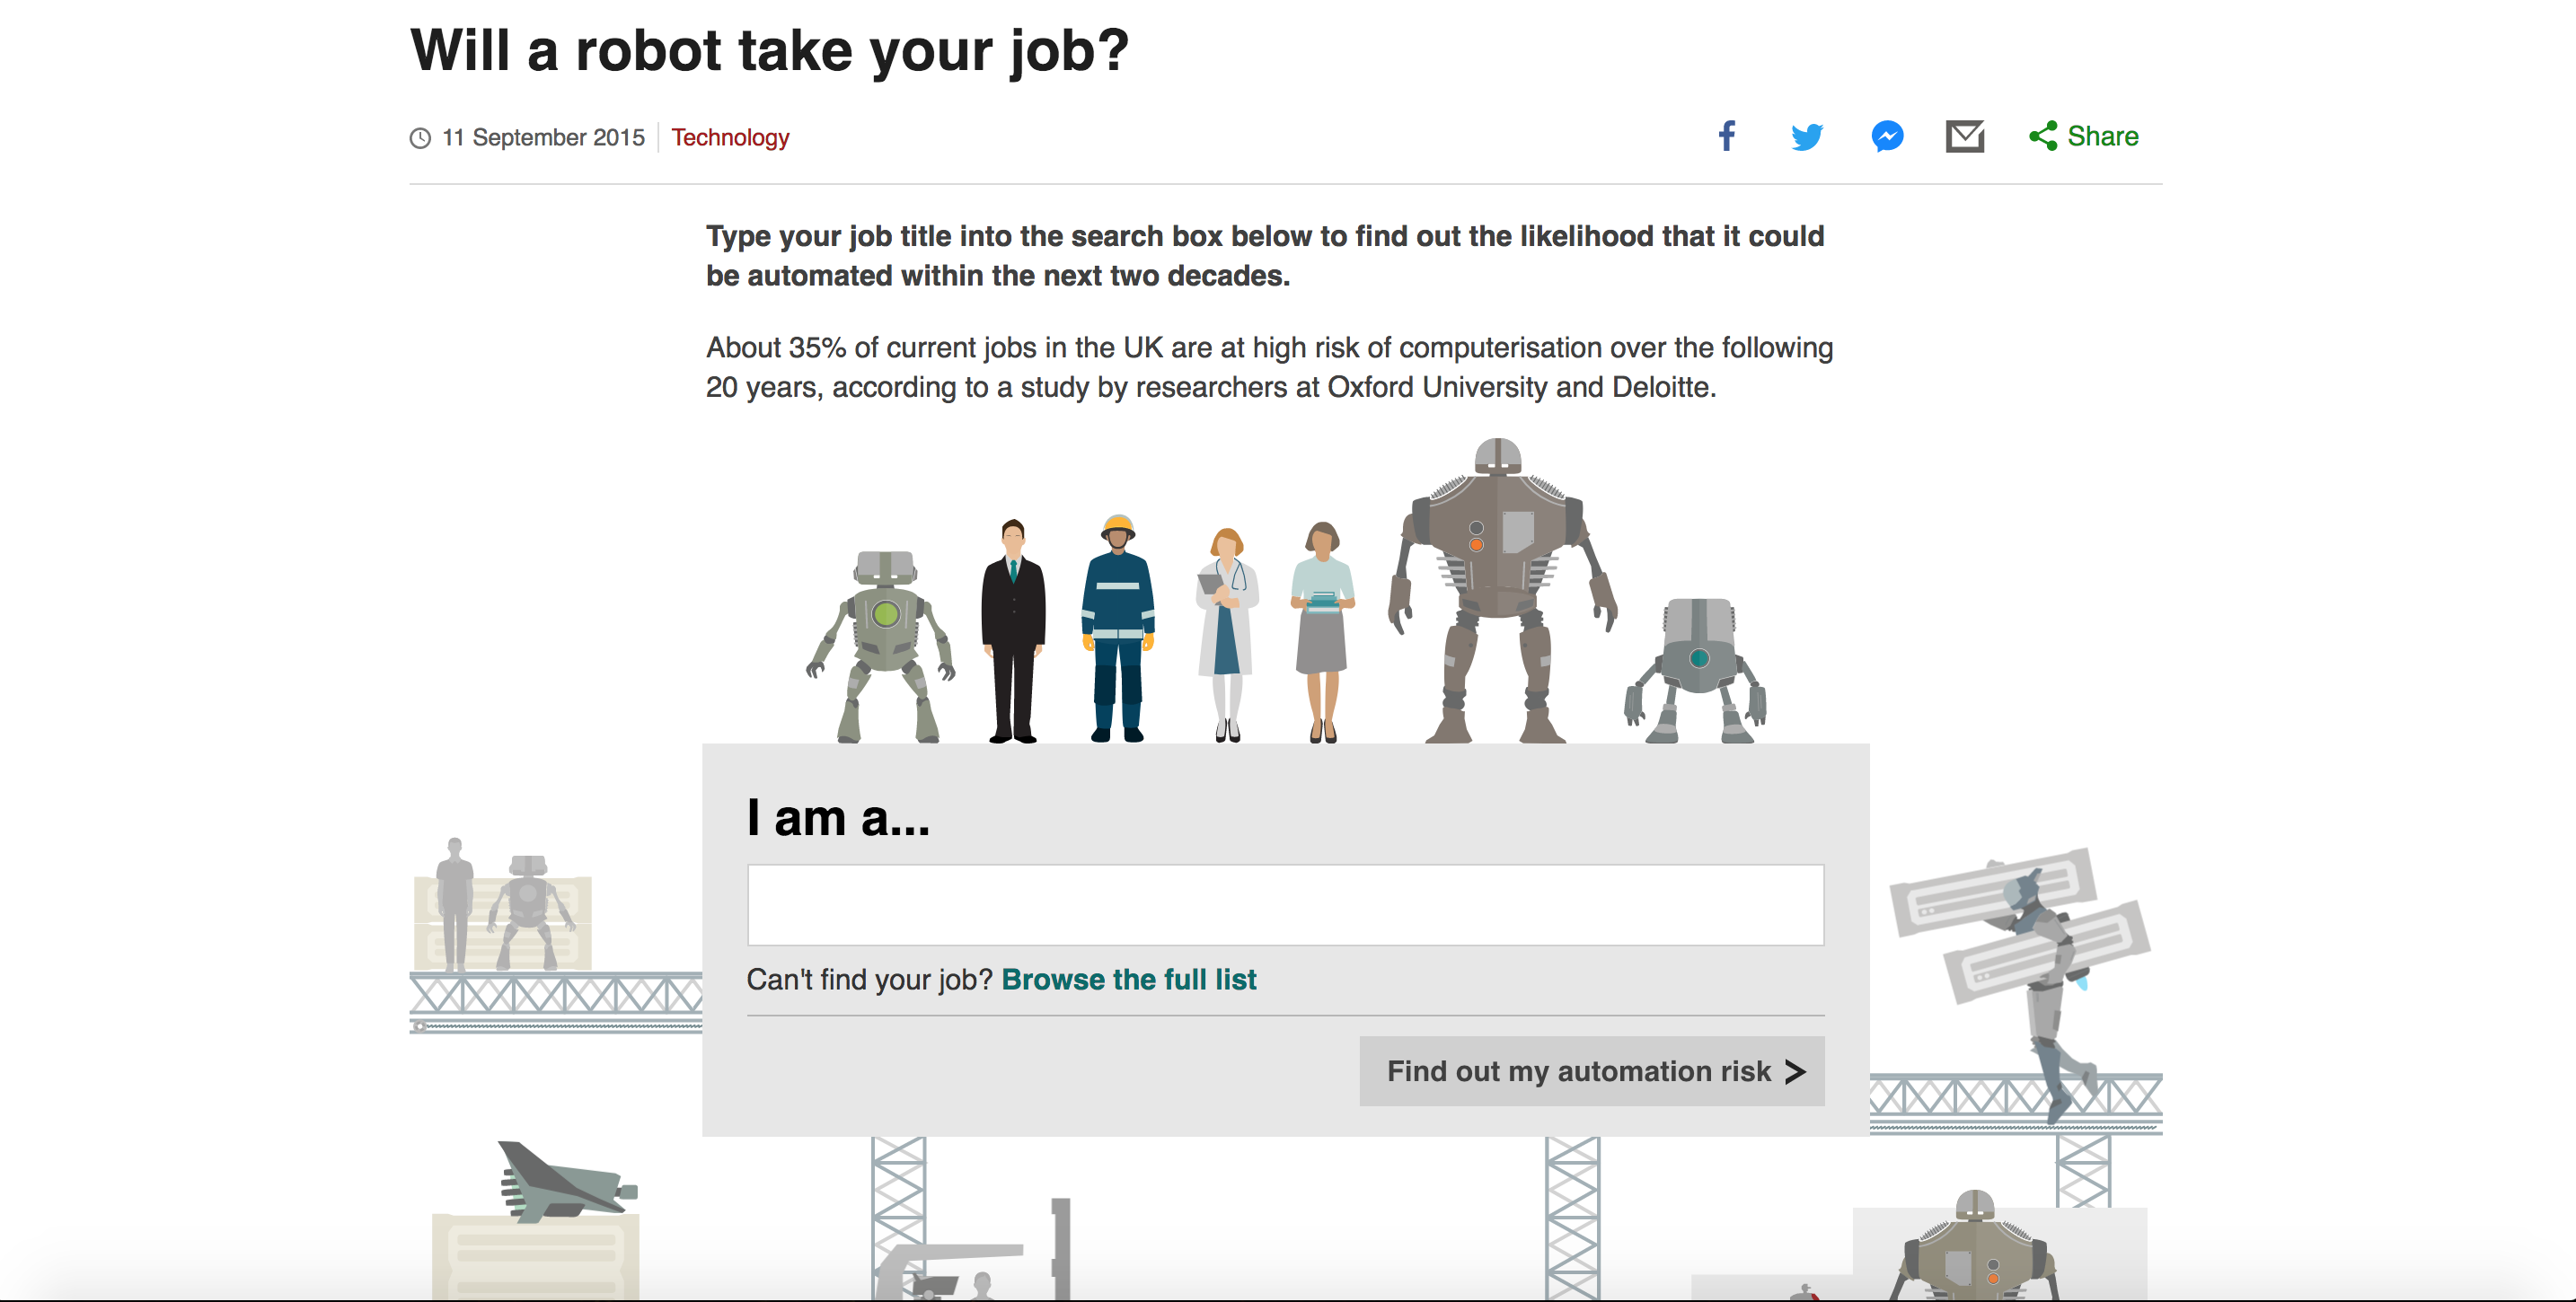 Will a robot take your job?
11 September 2015 Technology Share
Type your job title into the search box below to find out the likelihood that it could
be automated within the next two decades.
About 35% of current jobs in the UK are at high risk of computerisation over the following
20 years, according to a study by researchers at Oxford University and Deloitte.
I am a...
Can't find your job? Browse the full list
Find out my automation risk